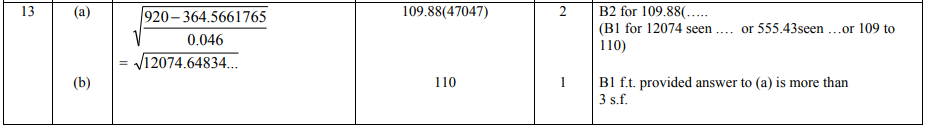 13 (a) √(920 – 364.5661765 / 0.046) 109.88(47047) 2 B2 for 109.88(…..
(B1 for 12074 seen …. or 555.43seen …or 109 to
110)
= √12074.64834...
(b) 110 1 B1 f.t. provided answer to (a) is more than
3 s.f.